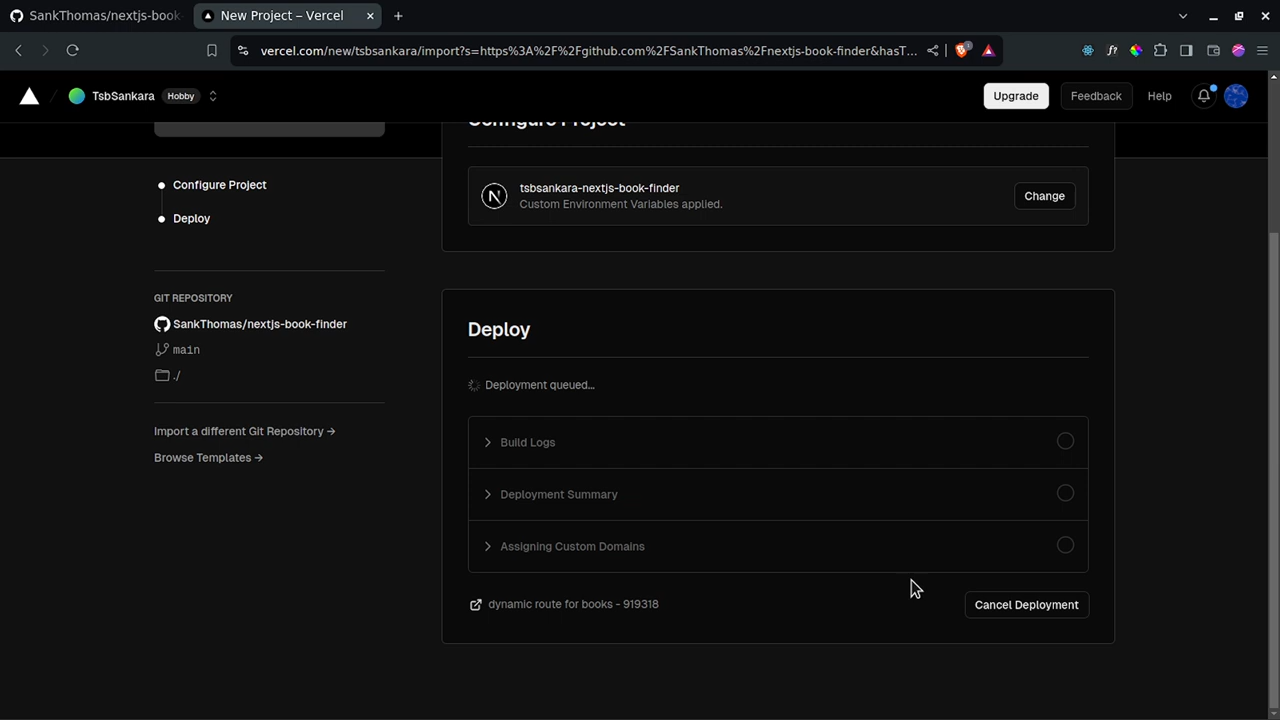 SankThomas/nextjs-book
New Project – Vercel
vercel.com/new/tsbsankara/import?s=https%3A%2F%2Fgithub.com%2FSankThomas%2Fnextjs-book-finder&hasT...
1
TsbSankara
Hobby
Upgrade
Feedback
Help
Configure Project
Configure Project
Deploy
tsbsankara-nextjs-book-finder
Custom Environment Variables applied.
Change
GIT REPOSITORY
SankThomas/nextjs-book-finder
main
./
Import a different Git Repository →
Browse Templates →
Deploy
Deployment queued...
Build Logs
Deployment Summary
Assigning Custom Domains
dynamic route for books - 919318
Cancel Deployment